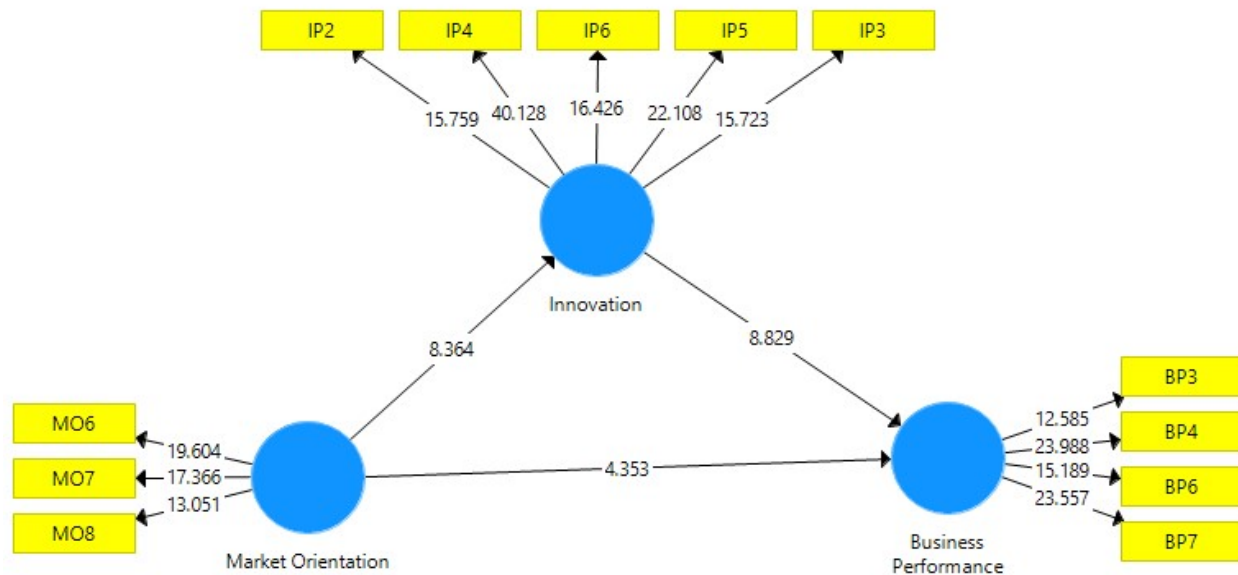 IP2
IP4
IP6
IP5
IP3
15.759
40.128
16.426
22.108
15.723
Innovation
8.364
8.829
MO6
MO7
MO8
19.604
17.366
13.051
Market Orientation
4.353
12.585
23.988
15.189
23.557
BP3
BP4
BP6
BP7
Business
Performance